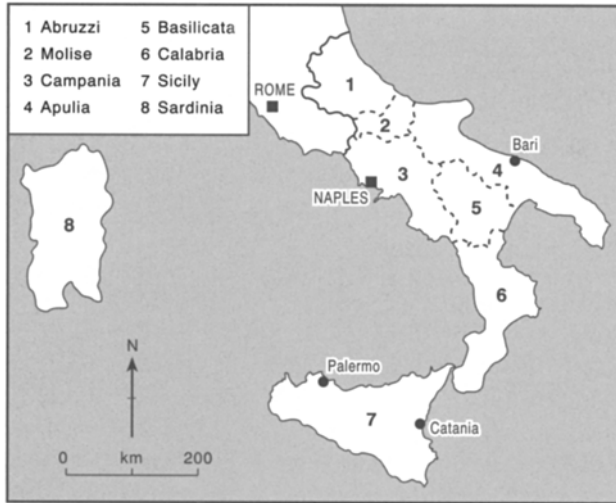 1 Abruzzi 5 Basilicata
2 Molise 6 Calabria
3 Campania 7 Sicily
4 Apulia 8 Sardinia
ROME
1
2
Bari
3
4
NAPLES
5
8
6
N
Palermo
7
Catania
0 km 200